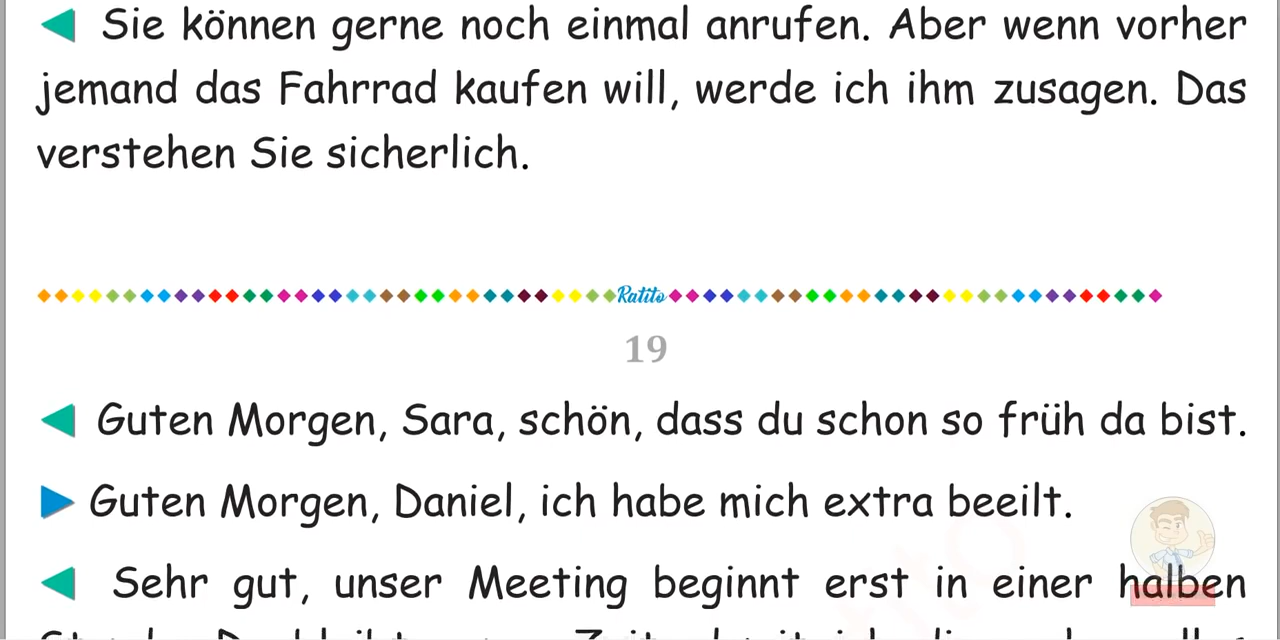 Sie können gerne noch einmal anrufen. Aber wenn vorher
jemand das Fahrrad kaufen will, werde ich ihm zusagen. Das
verstehen Sie sicherlich.
Ratito
19
Guten Morgen, Sara, schön, dass du schon so früh da bist.
Guten Morgen, Daniel, ich habe mich extra beeilt.
Sehr gut, unser Meeting beginnt erst in einer halben